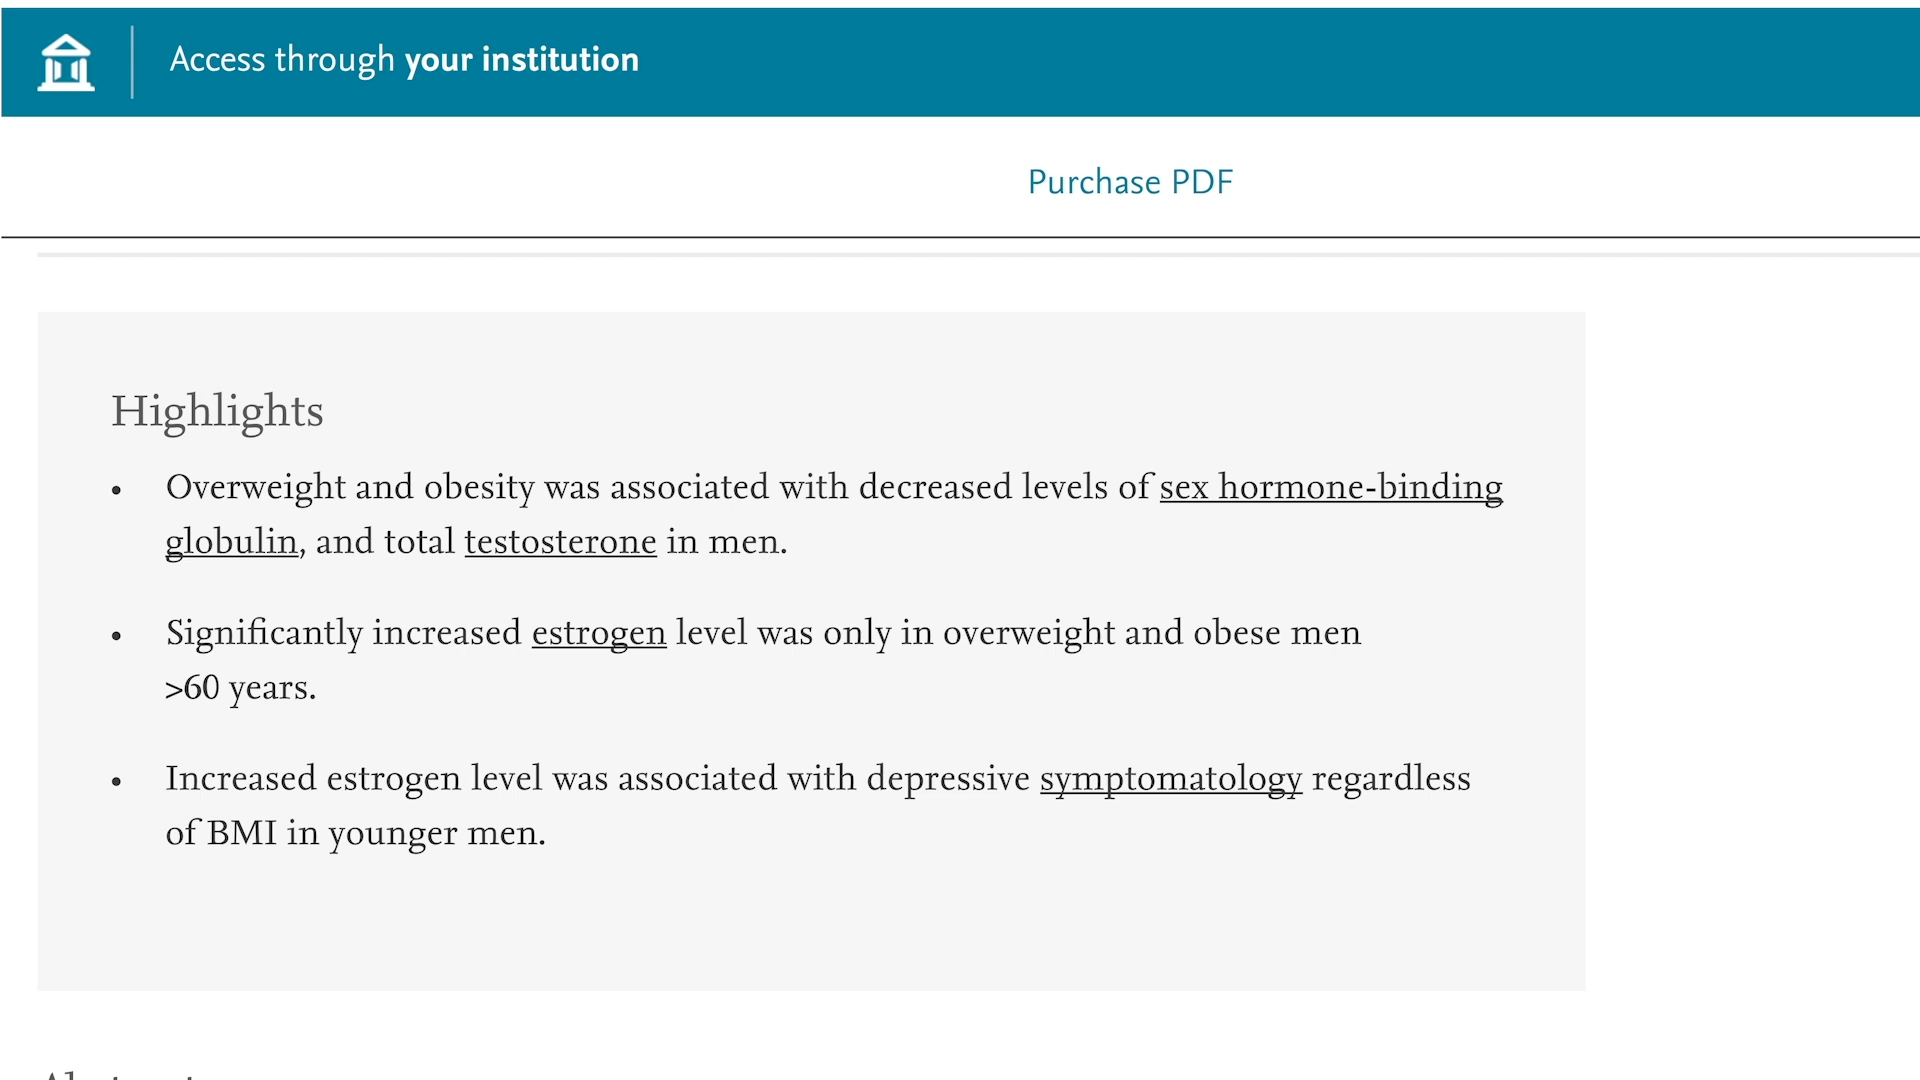 Access through your institution
Purchase PDF
Highlights
• Overweight and obesity was associated with decreased levels of sex hormone-binding
globulin, and total testosterone in men.
• Significantly increased estrogen level was only in overweight and obese men
>60 years.
• Increased estrogen level was associated with depressive symptomatology regardless
of BMI in younger men.